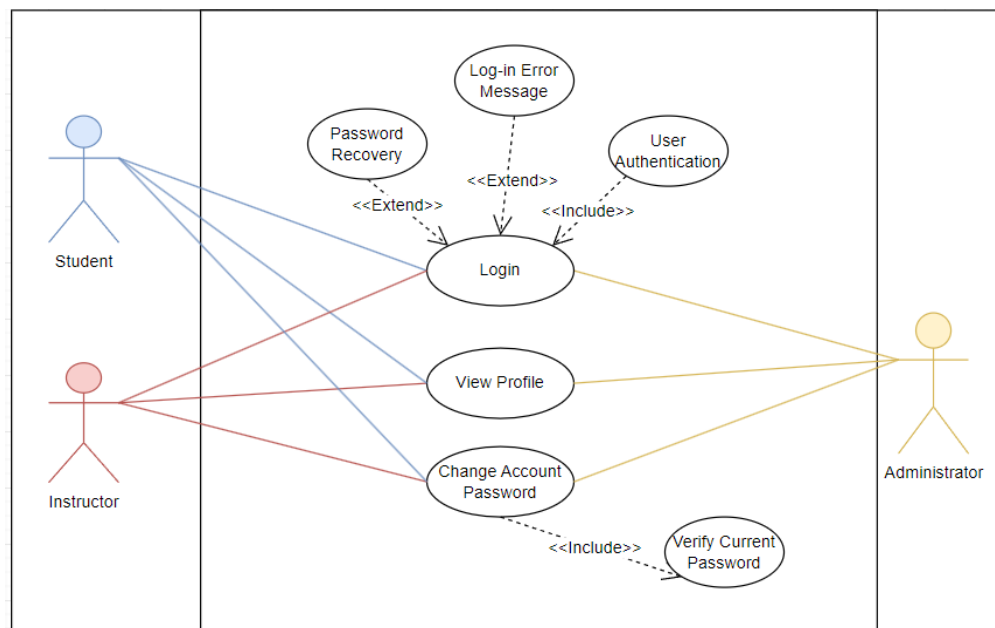 Log-in Error
Message
Password
Recovery
User
Authentication
<<Extend>>
<<Extend>>
<<Include>>
Student
Login
View Profile
Change Account
Password
Instructor
Administrator
<<Include>>
Verify Current
Password